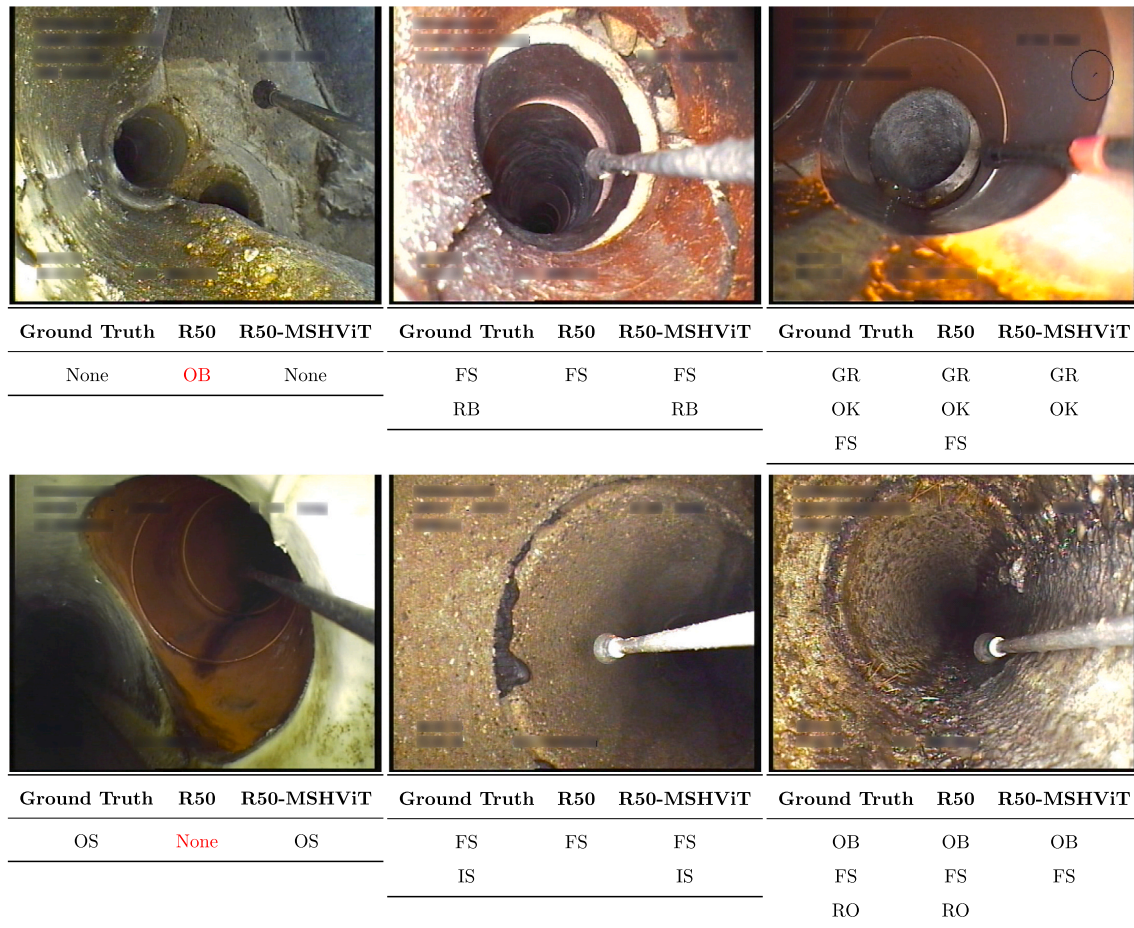 Ground Truth R50 R50-MSHViT
None OB None
Ground Truth R50 R50-MSHViT
FS FS FS
RB RB
Ground Truth R50 R50-MSHViT
GR GR GR
OK OK OK
FS FS
Ground Truth R50 R50-MSHViT
OS None OS
Ground Truth R50 R50-MSHViT
FS FS FS
IS IS
Ground Truth R50 R50-MSHViT
OB OB OB
FS FS FS
RO RO